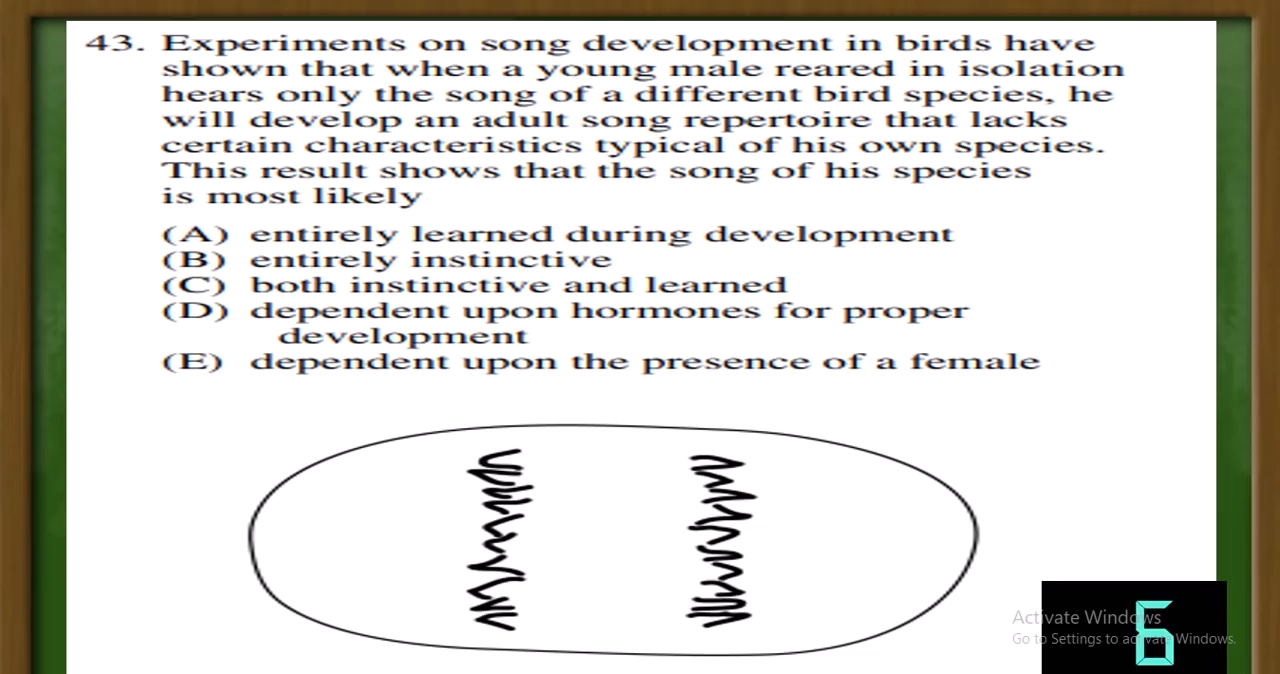 43. Experiments on song development in birds have
shown that when a young male reared in isolation
hears only the song of a different bird species, he
will develop an adult song repertoire that lacks
certain characteristics typical of his own species.
This result shows that the song of his species
is most likely
(A) entirely learned during development
(B) entirely instinctive
(C) both instinctive and learned
(D) dependent upon hormones for proper
development
(E) dependent upon the presence of a female
Activate Windows
Go to Settings to activate Windows.
6